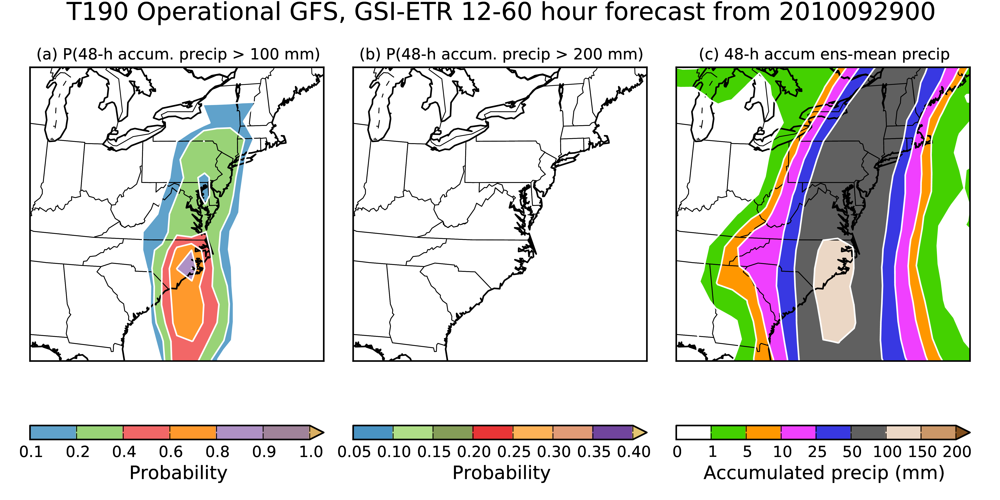 T190 Operational GFS, GSI-ETR 12-60 hour forecast from 2010092900
(a) P(48-h accum. precip > 100 mm)
(b) P(48-h accum. precip > 200 mm)
(c) 48-h accum ens-mean precip
0.1 0.2 0.4 0.6 0.8 0.9 1.0
Probability
0.05 0.10 0.15 0.20 0.25 0.30 0.35 0.40
Probability
0 1 5 10 25 50 100 150 200
Accumulated precip (mm)